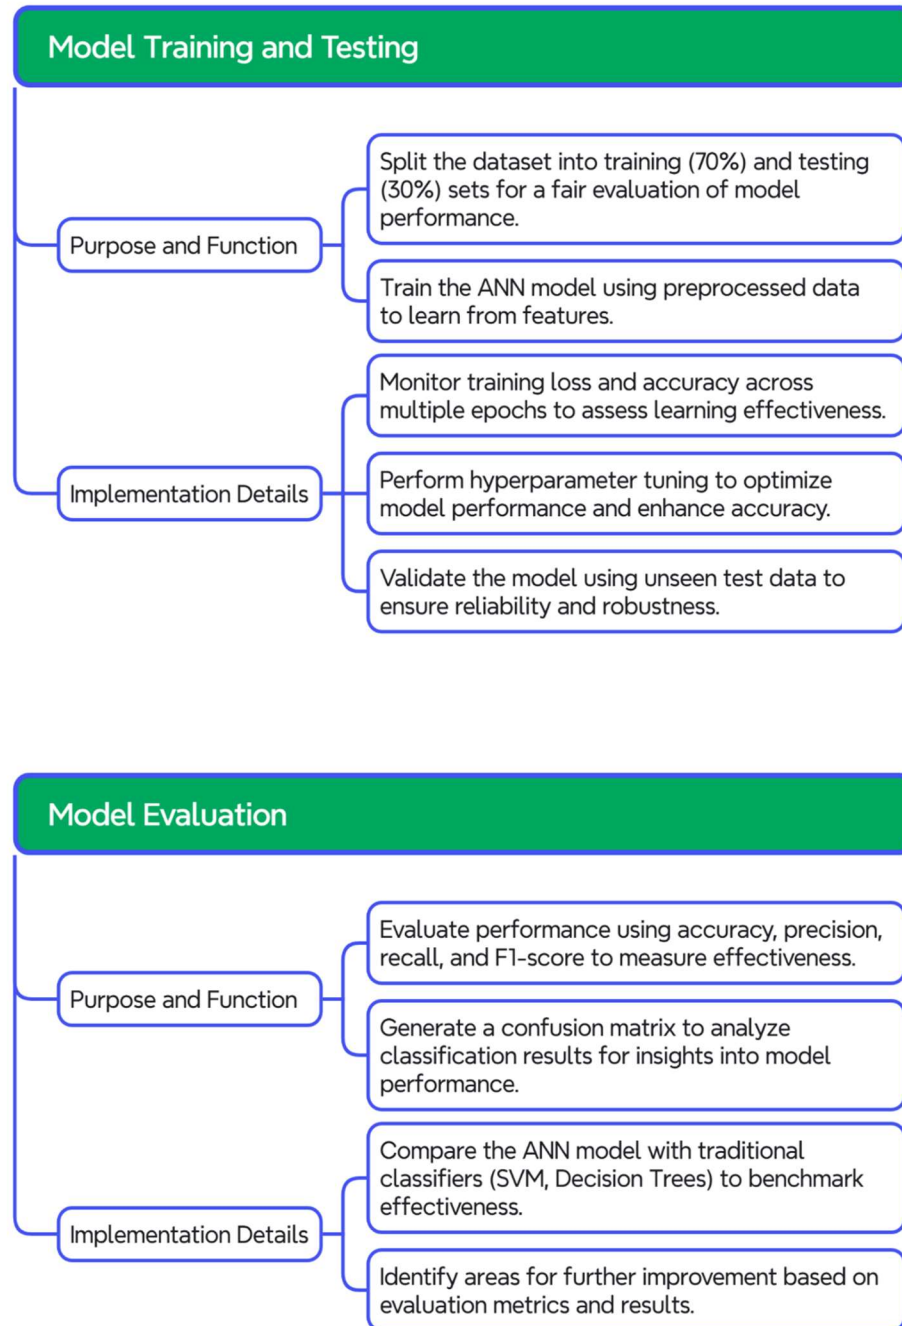 Model Training and Testing
Purpose and Function
Split the dataset into training (70%) and testing
(30%) sets for a fair evaluation of model
performance.
Train the ANN model using preprocessed data
to learn from features.
Implementation Details
Monitor training loss and accuracy across
multiple epochs to assess learning effectiveness.
Perform hyperparameter tuning to optimize
model performance and enhance accuracy.
Validate the model using unseen test data to
ensure reliability and robustness.
Model Evaluation
Purpose and Function
Evaluate performance using accuracy, precision,
recall, and F1-score to measure effectiveness.
Generate a confusion matrix to analyze
classification results for insights into model
performance.
Implementation Details
Compare the ANN model with traditional
classifiers (SVM, Decision Trees) to benchmark
effectiveness.
Identify areas for further improvement based on
evaluation metrics and results.